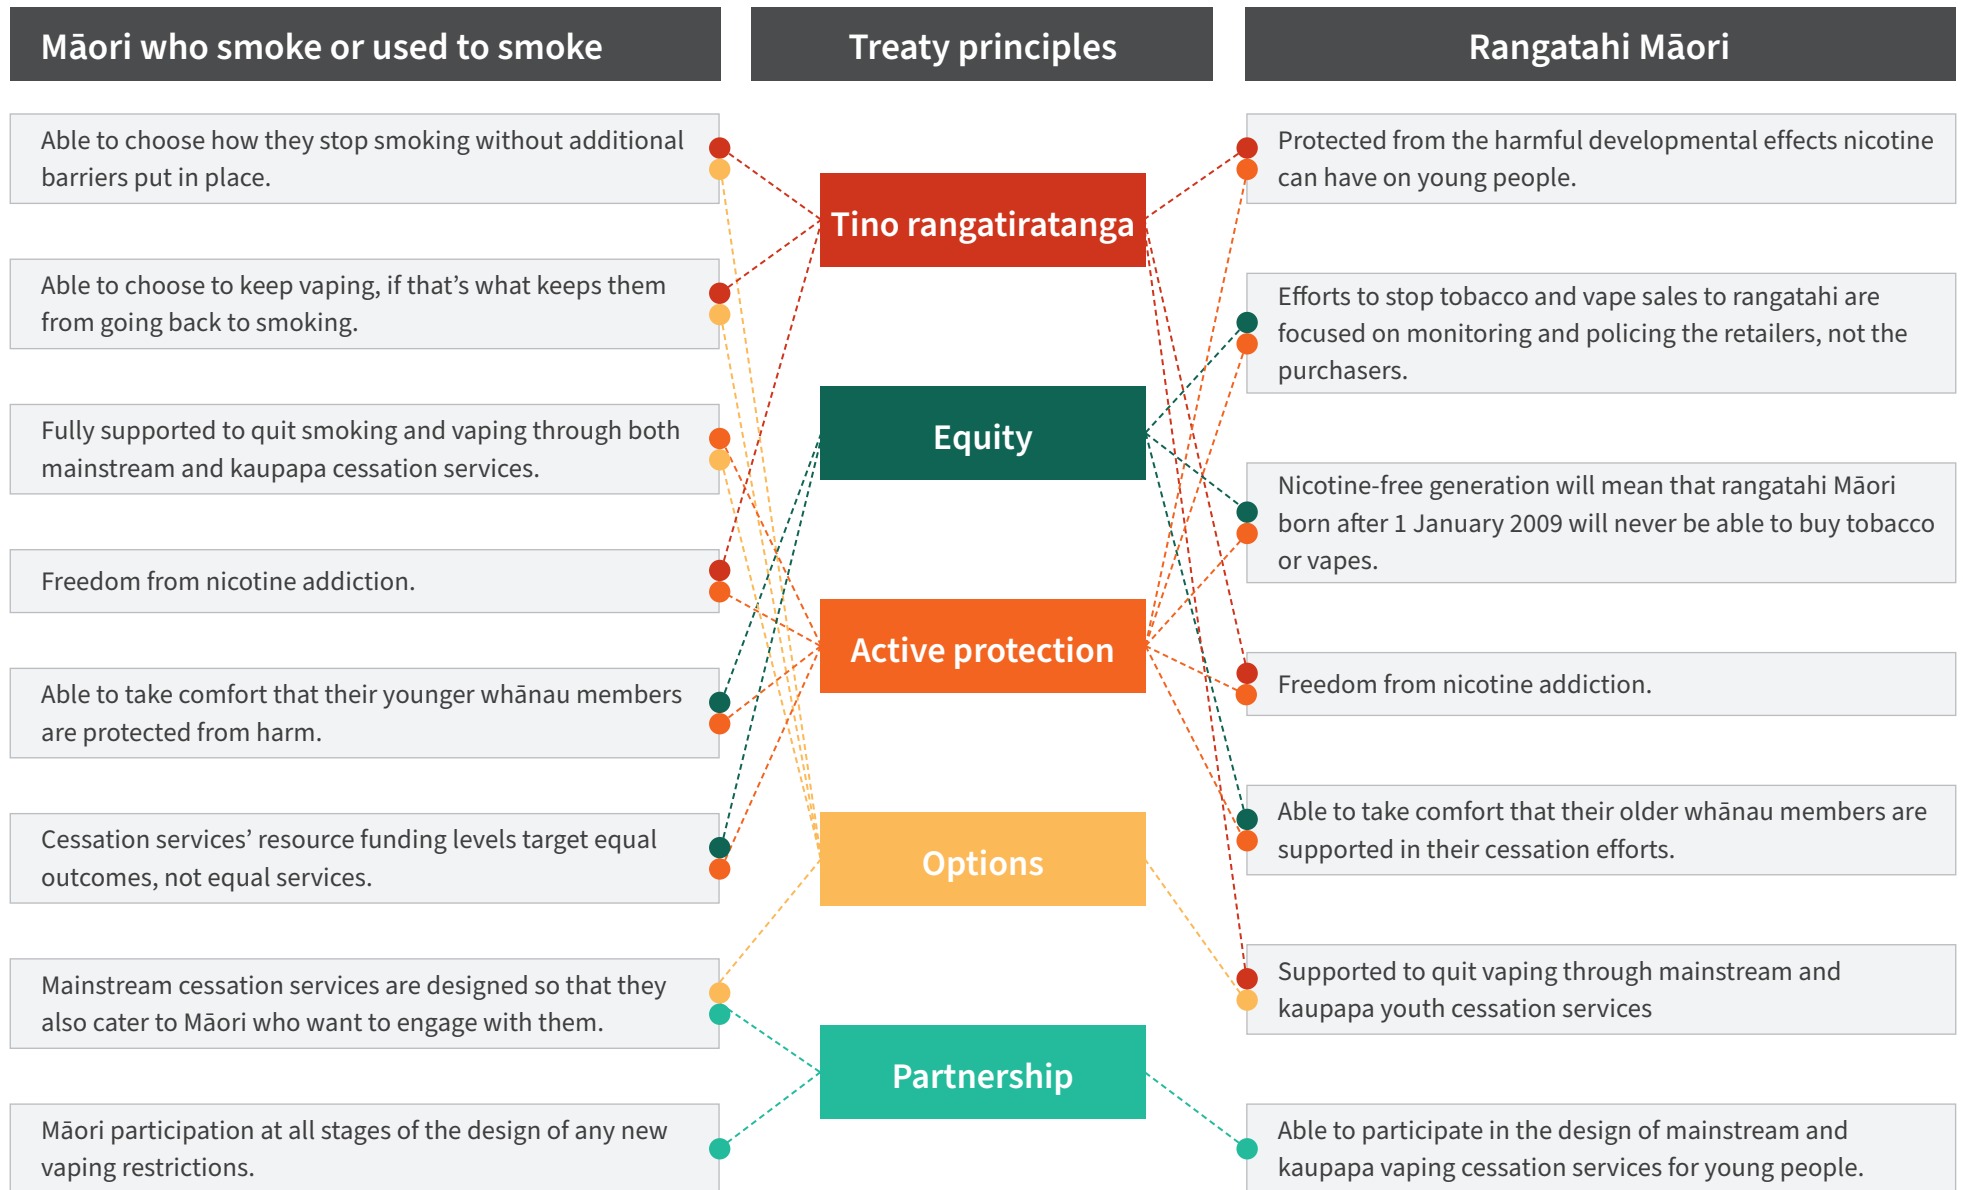 Māori who smoke or used to smoke
Able to choose how they stop smoking without additional
barriers put in place.
Able to choose to keep vaping, if that’s what keeps them
from going back to smoking.
Fully supported to quit smoking and vaping through both
mainstream and kaupapa cessation services.
Freedom from nicotine addiction.
Able to take comfort that their younger whānau members
are protected from harm.
Cessation services’ resource funding levels target equal
outcomes, not equal services.
Mainstream cessation services are designed so that they
also cater to Māori who want to engage with them.
Māori participation at all stages of the design of any new
vaping restrictions.
Treaty principles
Tino rangatiratanga
Equity
Active protection
Options
Partnership
Rangatahi Māori
Protected from the harmful developmental effects nicotine
can have on young people.
Efforts to stop tobacco and vape sales to rangatahi are
focused on monitoring and policing the retailers, not the
purchasers.
Nicotine-free generation will mean that rangatahi Māori
born after 1 January 2009 will never be able to buy tobacco
or vapes.
Freedom from nicotine addiction.
Able to take comfort that their older whānau members are
supported in their cessation efforts.
Supported to quit vaping through mainstream and
kaupapa youth cessation services
Able to participate in the design of mainstream and
kaupapa vaping cessation services for young people.